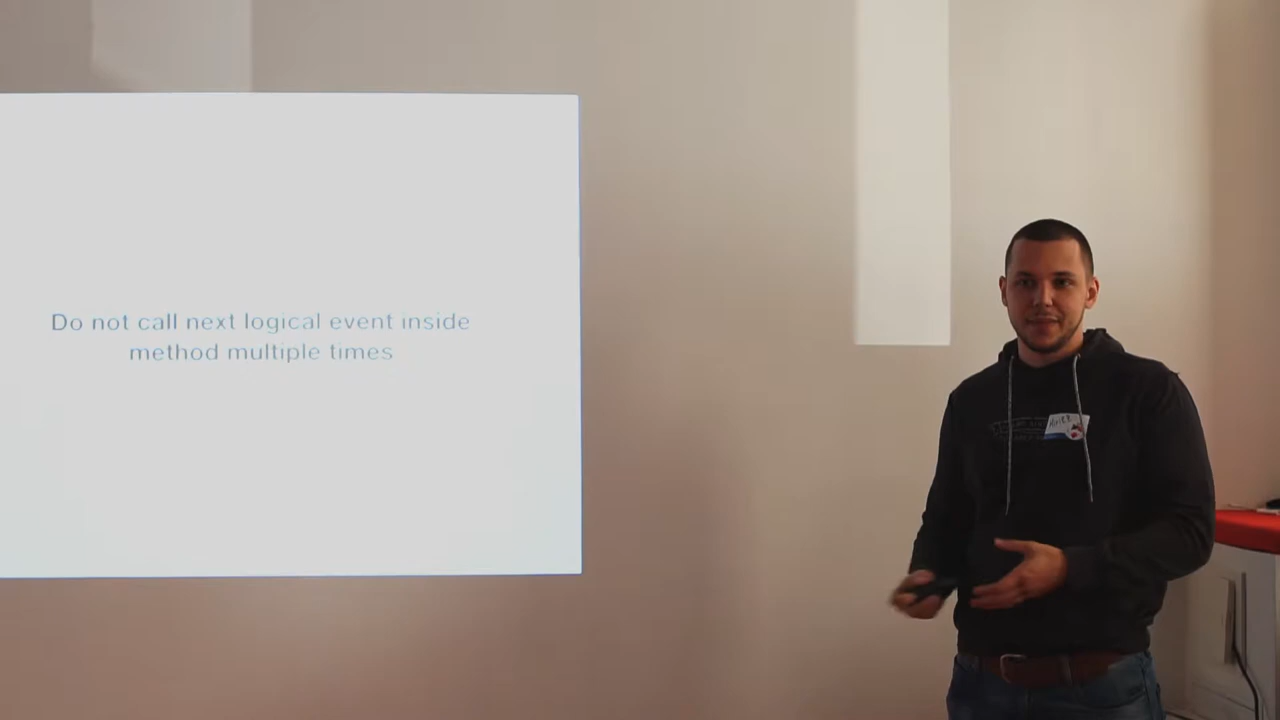 Do not call next logical event inside
method multiple times